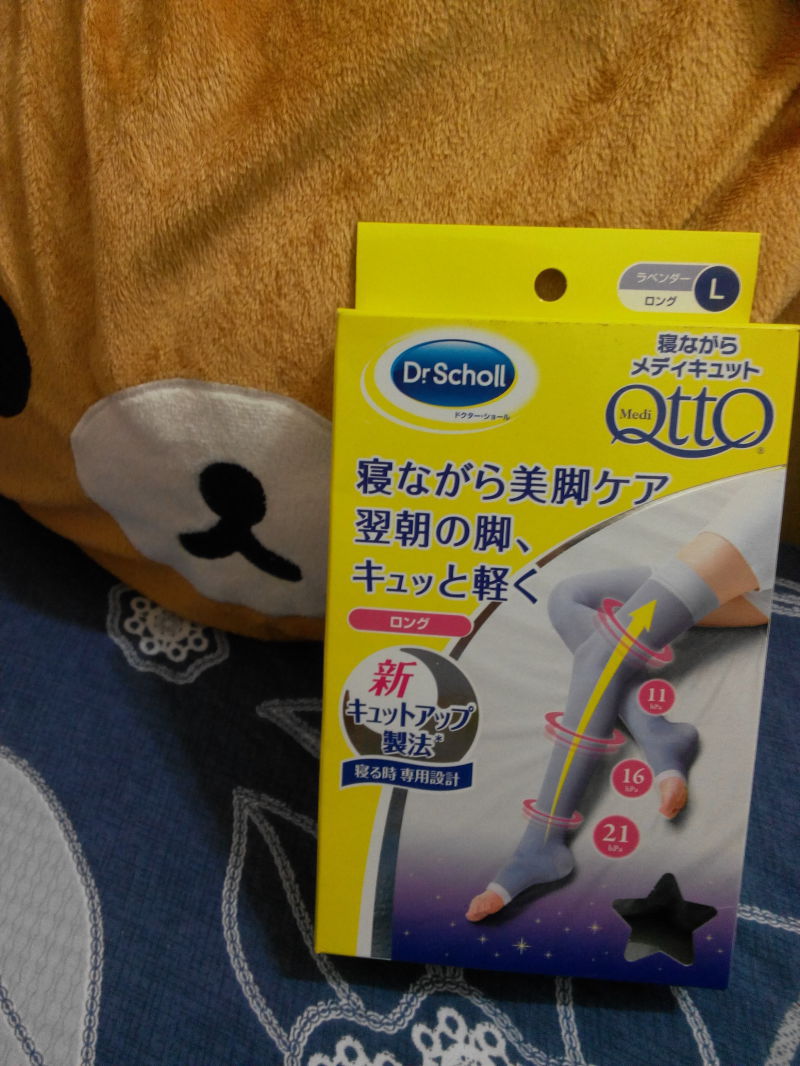 ラベンダー
ロング
L
Dr.Scholl
ドクター・ショール
寝ながら
メディキュット
Medi QttO®
寝ながら美脚ケア
翌朝の脚、
キュッと軽く
ロング
新
キュットアップ
製法*
寝る時 専用設計
11
hPa
16
hPa
21
hPa